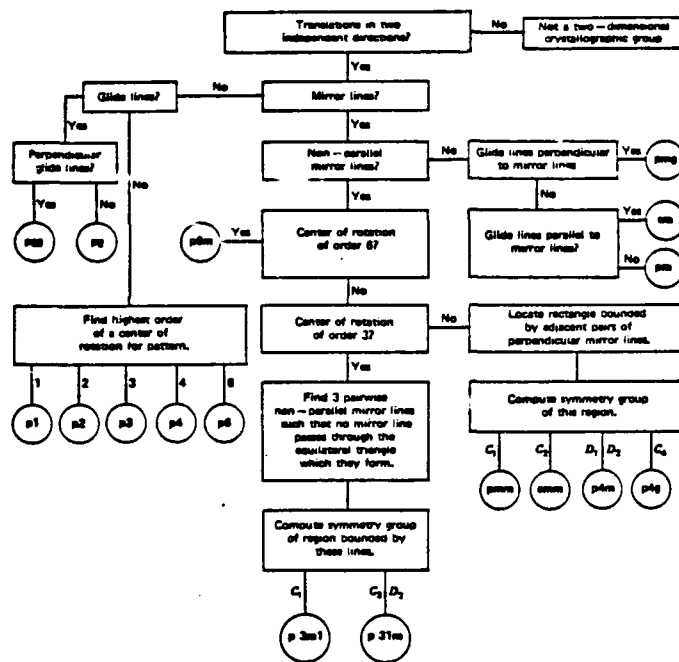 Translations in two
independent directions?
No
Not a two-dimensional
crystallographic group
Yes
Glide lines?
No
Mirror lines?
Yes
Yes
Perpendicular
glide lines?
No
Non-parallel
mirror lines?
No
Glide lines perpendicular
to mirror lines
Yes
pmg
Yes
No
Yes
No
pgg
pg
p6m
Yes
Center of rotation
of order 6?
Glide lines parallel to
mirror lines?
Yes
cm
No
pm
No
Find highest order
of a center of
rotation for pattern.
Center of rotation
of order 3?
No
Locate rectangle bounded
by adjacent pairs of
perpendicular mirror lines.
1 2 3 4 6
p1 p2 p3 p4 p6
Yes
Find 3 pairwise
non-parallel mirror lines
such that no mirror line
passes through the
equilateral triangle
which they form.
Compute symmetry group
of this region.
C₁ C₂ D₁ D₂ C₄
pmm cmm p4m p4g
Compute symmetry group
of region bounded by
these lines.
C₁ C₃ D₃
p 3m1 p 31m